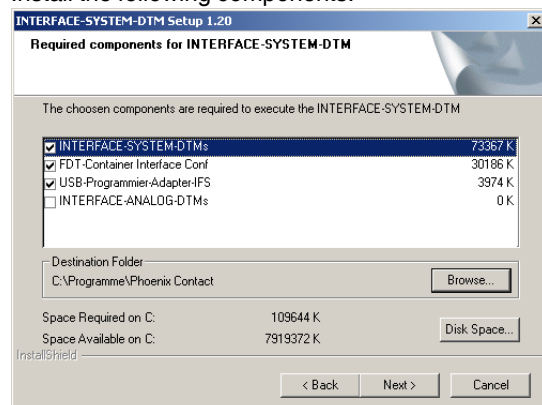 Install the following components:
INTERFACE-SYSTEM-DTM Setup 1.20
Required components for INTERFACE-SYSTEM-DTM
The choosen components are required to execute the INTERFACE-SYSTEM-DTM
INTERFACE-SYSTEM-DTMs 73367 K
FDT-Container Interface Conf 30186 K
USB-Programmier-Adapter-IFS 3974 K
INTERFACE-ANALOG-DTMs 0 K
Destination Folder
C:\Programme\Phoenix Contact Browse...
Space Required on C: 109644 K
Space Available on C: 7919372 K
Disk Space...
InstallShield
< Back Next > Cancel